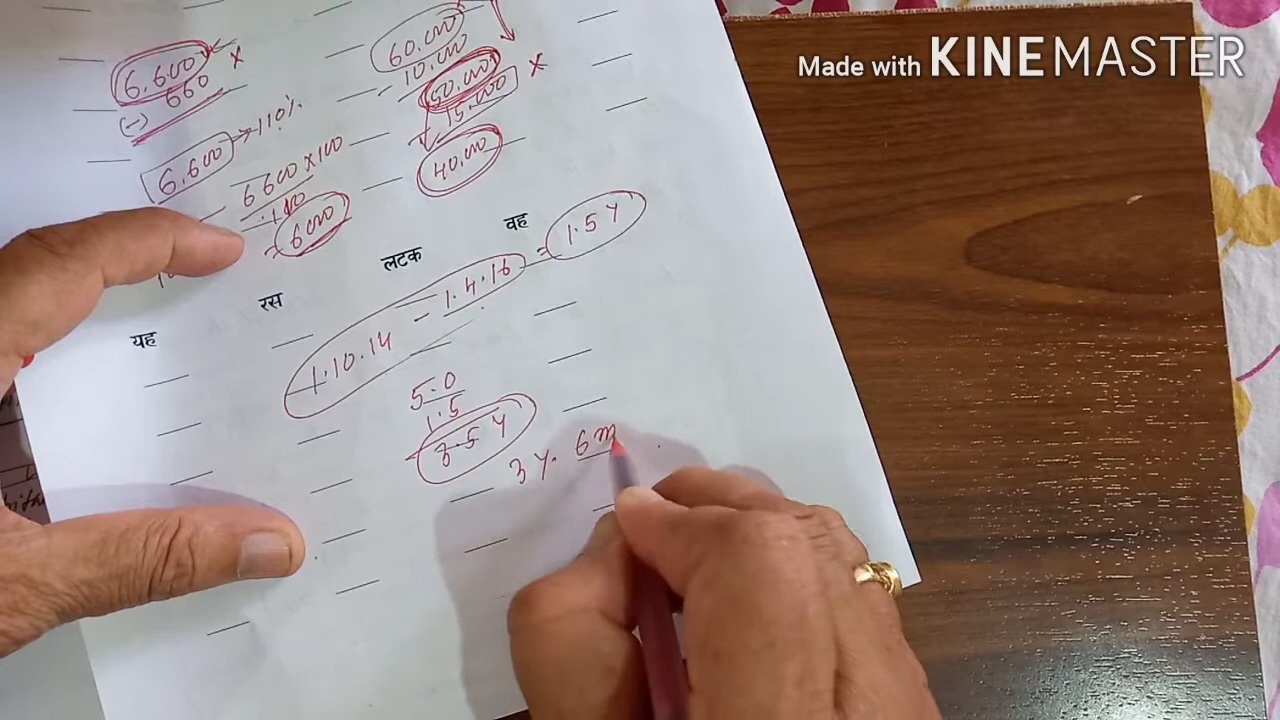 Made with KINEMASTER
6.600 x
(-) 660
6.600 → 110%
6600 x 100
110
= 6000
60.000
- 10.000
50.000 x
15.000
40.000
यह रस लटक वह
1.10.14 - 1.4.16 = 1.5 Y
5.0
1.5
3.5 Y
3 Y. 6 m